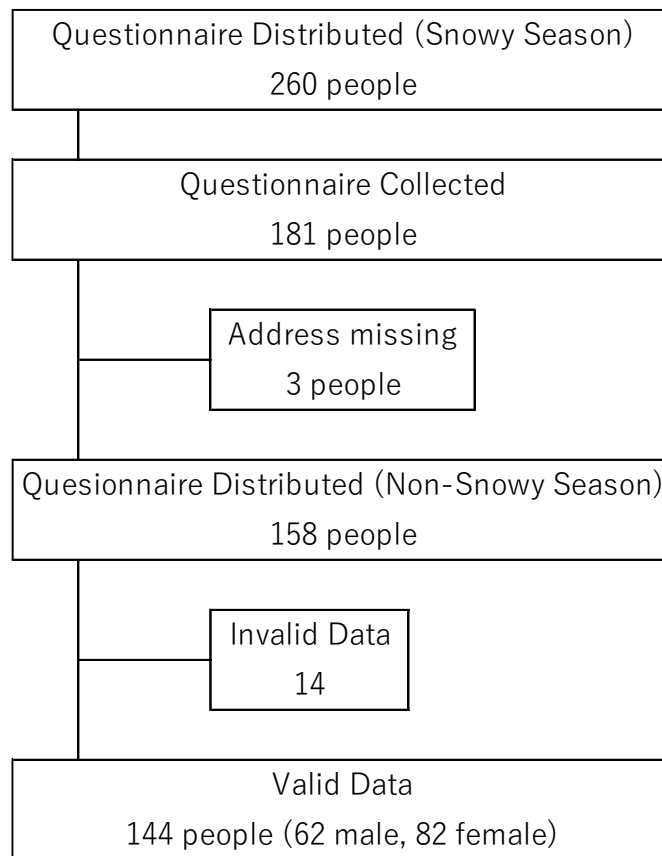 Questionnaire Distributed (Snowy Season)
260 people
Questionnaire Collected
181 people
Address missing
3 people
Quesionnaire Distributed (Non-Snowy Season)
158 people
Invalid Data
14
Valid Data
144 people (62 male, 82 female)